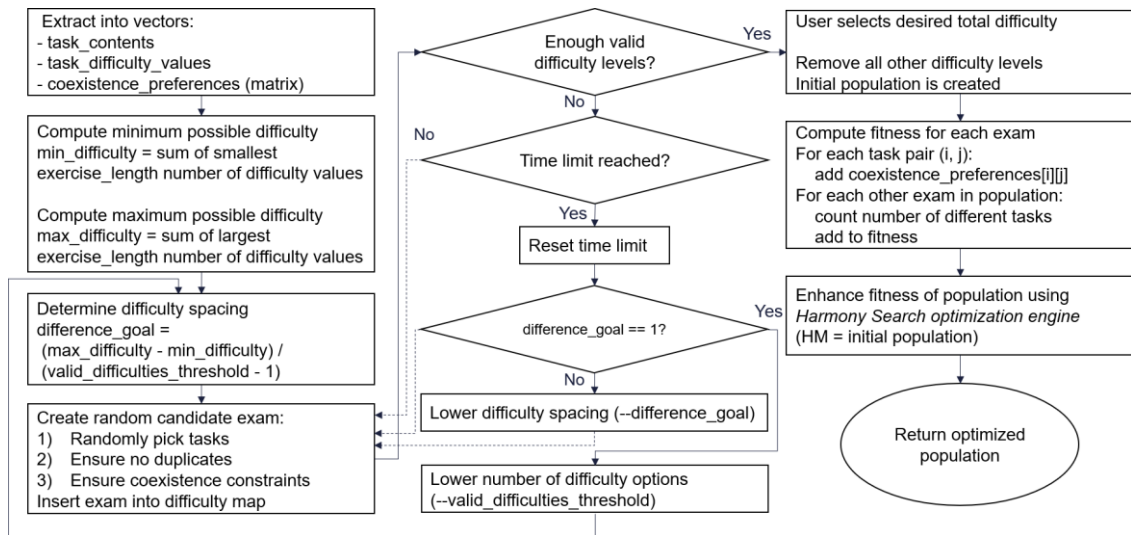 Extract into vectors:
- task_contents
- task_difficulty_values
- coexistence_preferences (matrix)
Compute minimum possible difficulty
min_difficulty = sum of smallest
exercise_length number of difficulty values
Compute maximum possible difficulty
max_difficulty = sum of largest
exercise_length number of difficulty values
Determine difficulty spacing
difference_goal =
(max_difficulty - min_difficulty) /
(valid_difficulties_threshold - 1)
Create random candidate exam:
1) Randomly pick tasks
2) Ensure no duplicates
3) Ensure coexistence constraints
Insert exam into difficulty map
Enough valid
difficulty levels?
Yes
No
Time limit reached?
No
Yes
Reset time limit
difference_goal == 1?
Yes
No
Lower difficulty spacing (--difference_goal)
Lower number of difficulty options
(--valid_difficulties_threshold)
User selects desired total difficulty
Remove all other difficulty levels
Initial population is created
Compute fitness for each exam
For each task pair (i, j):
add coexistence_preferences[i][j]
For each other exam in population:
count number of different tasks
add to fitness
Enhance fitness of population using
Harmony Search optimization engine
(HM = initial population)
Return optimized
population